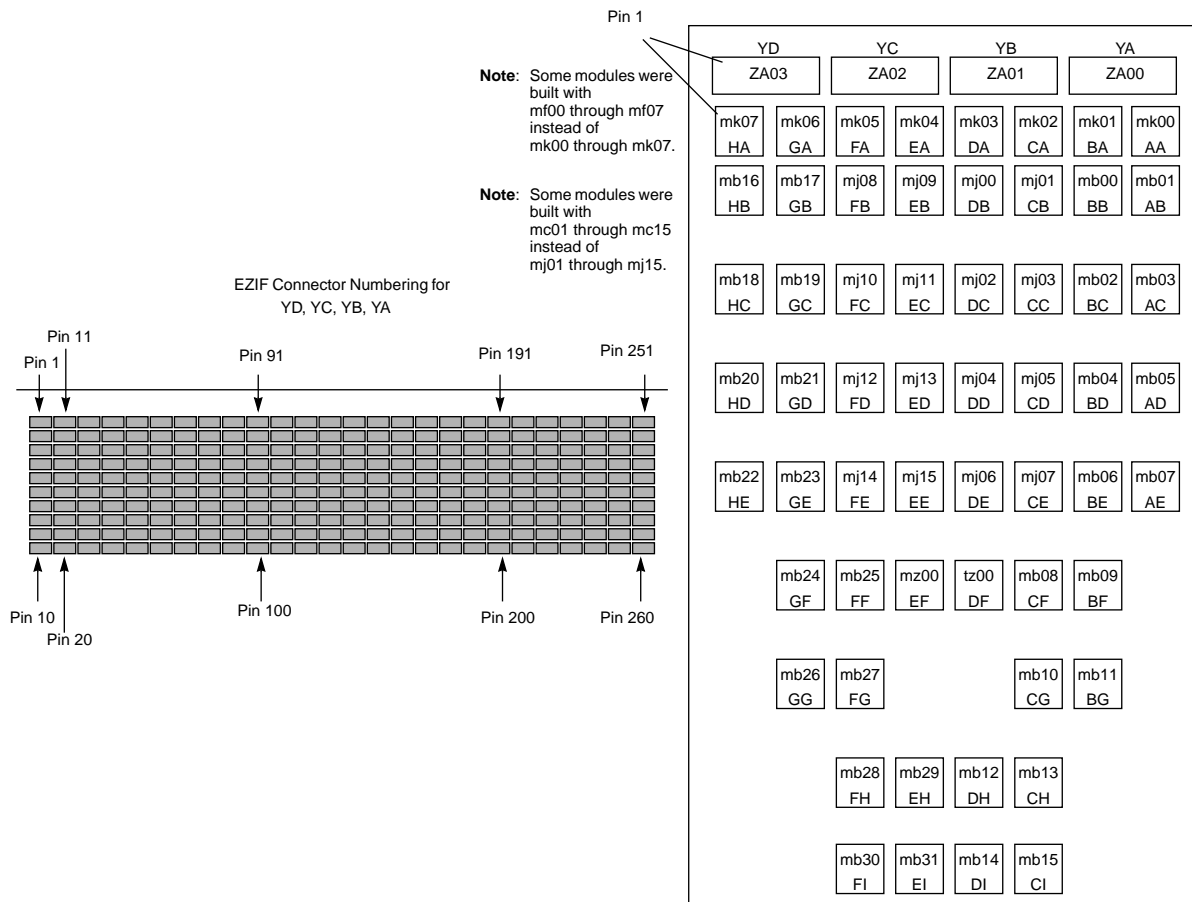 Pin 1
YD YC YB YA
ZA03 ZA02 ZA01 ZA00
Note: Some modules were
built with
mf00 through mf07
instead of
mk00 through mk07.
mk07 mk06 mk05 mk04 mk03 mk02 mk01 mk00
HA GA FA EA DA CA BA AA
mb16 mb17 mj08 mj09 mj00 mj01 mb00 mb01
HB GB FB EB DB CB BB AB
Note: Some modules were
built with
mc01 through mc15
instead of
mj01 through mj15.
mb18 mb19 mj10 mj11 mj02 mj03 mb02 mb03
HC GC FC EC DC CC BC AC
EZIF Connector Numbering for
YD, YC, YB, YA
Pin 11
Pin 1 Pin 91 Pin 191 Pin 251
mb20 mb21 mj12 mj13 mj04 mj05 mb04 mb05
HD GD FD ED DD CD BD AD
mb22 mb23 mj14 mj15 mj06 mj07 mb06 mb07
HE GE FE EE DE CE BE AE
mb24 mb25 mz00 tz00 mb08 mb09
GF FF EF DF CF BF
Pin 10 Pin 100 Pin 200 Pin 260
Pin 20
mb26 mb27 mb10 mb11
GG FG CG BG
mb28 mb29 mb12 mb13
FH EH DH CH
mb30 mb31 mb14 mb15
FI EI DI CI